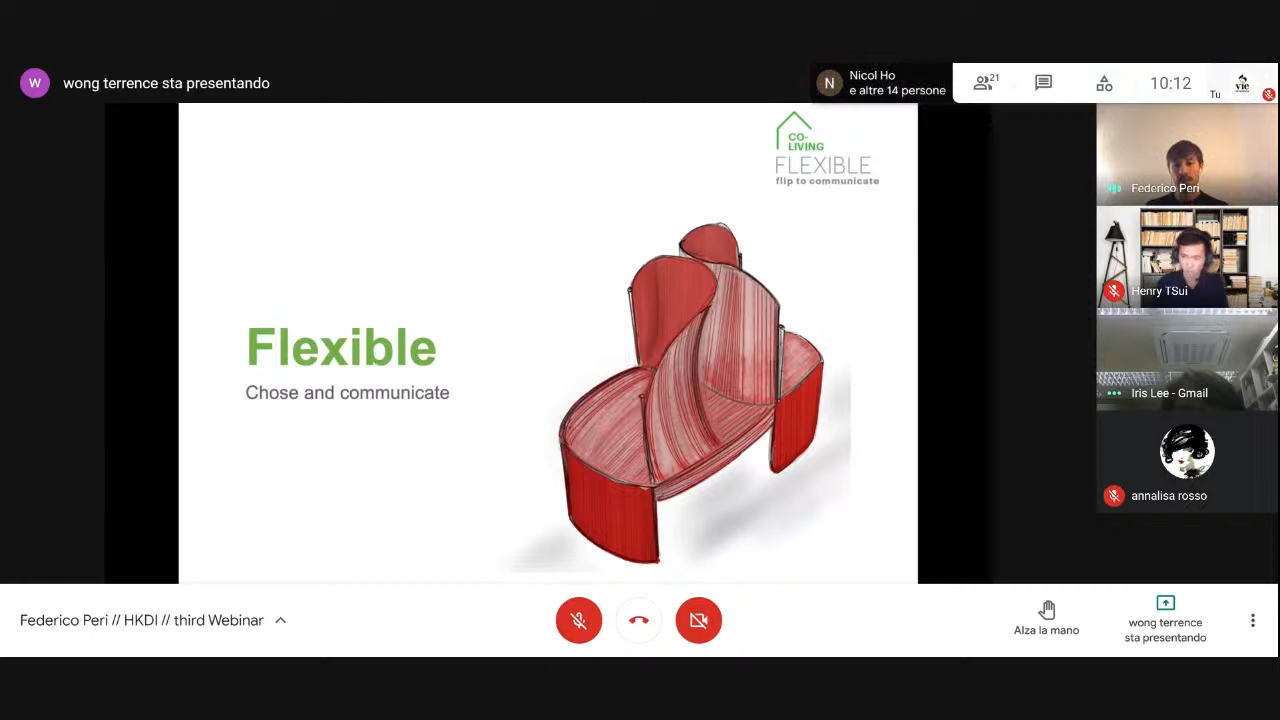 W
wong terrence sta presentando
N
Nicol Ho
e altre 14 persone
21
10:12
Tu
vie
CO-
LIVING
FLEXIBLE
flip to communicate
Flexible
Chose and communicate
Federico Peri
Henry TSui
Iris Lee - Gmail
annalisa rosso
Federico Peri // HKDI // third Webinar
Alza la mano
wong terrence
sta presentando